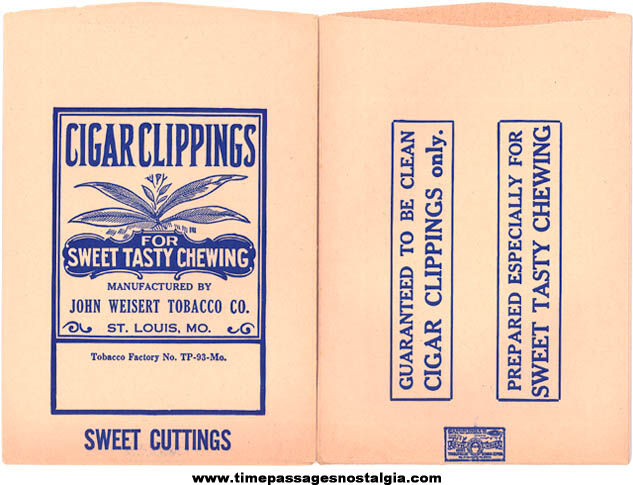 CIGAR CLIPPINGS
FOR
SWEET TASTY CHEWING
MANUFACTURED BY
JOHN WEISERT TOBACCO CO.
ST. LOUIS, MO.
Tobacco Factory No. TP-93-Mo.
SWEET CUTTINGS
GUARANTEED TO BE CLEAN
CIGAR CLIPPINGS only.
PREPARED ESPECIALLY FOR
SWEET TASTY CHEWING
www.timepassagesnostalgia.com